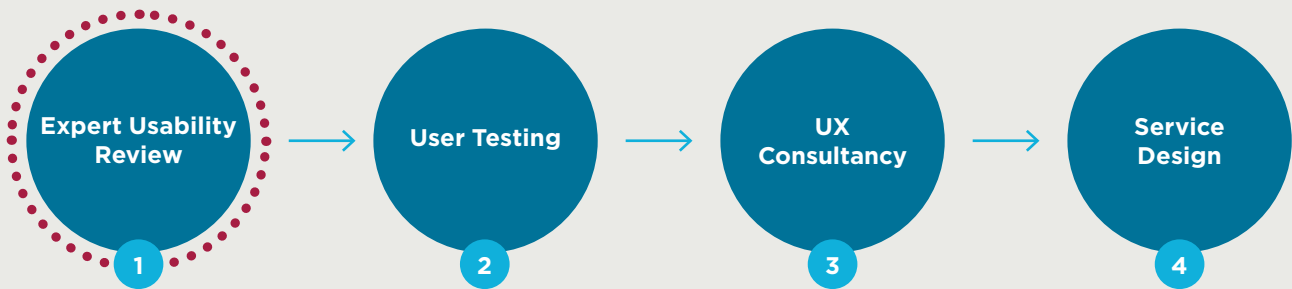 Expert Usability
Review
1
User Testing
2
UX
Consultancy
3
Service
Design
4